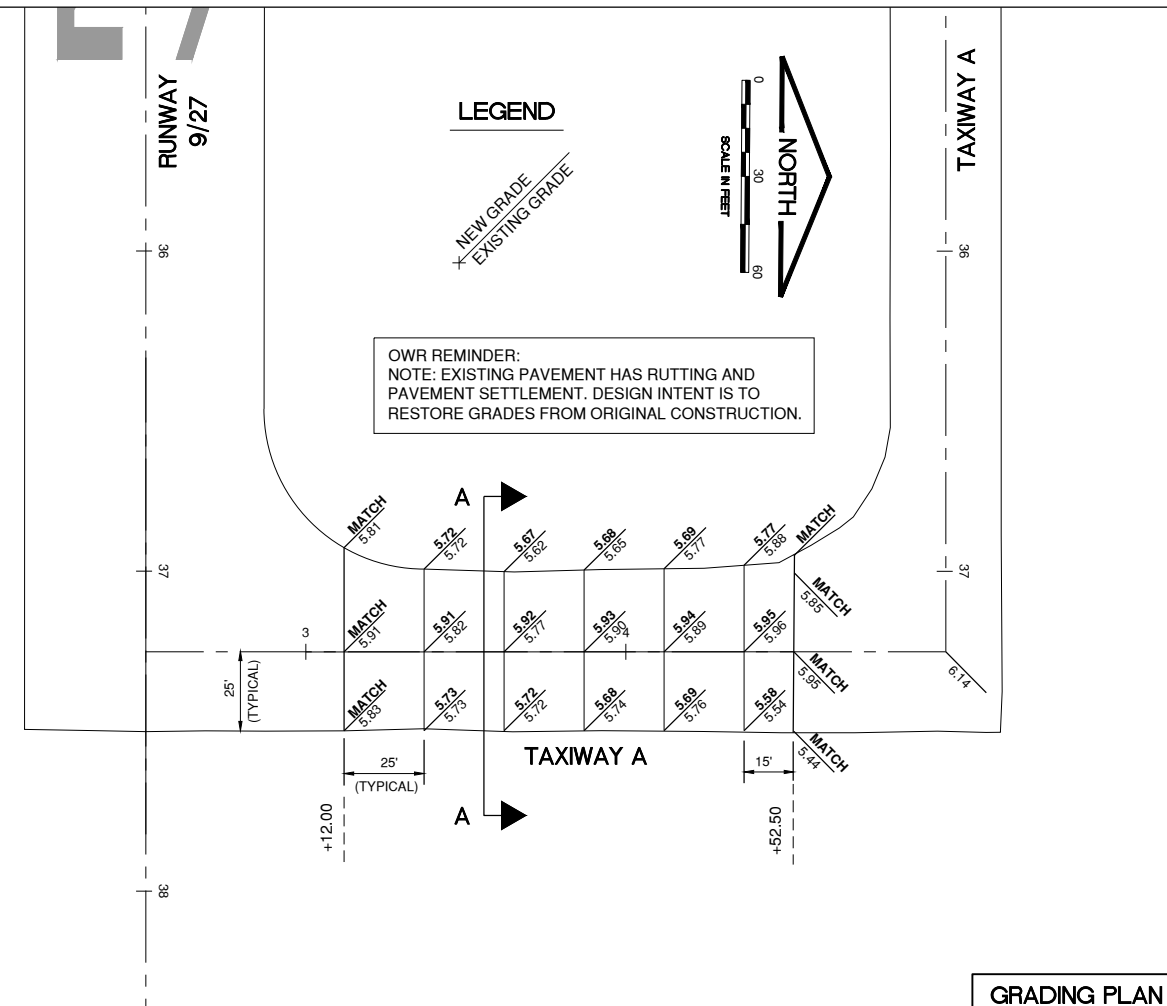 RUNWAY
9/27
LEGEND
NEW GRADE
EXISTING GRADE
0
30
60
SCALE IN FEET
NORTH
TAXIWAY A
36
36
OWR REMINDER:
NOTE: EXISTING PAVEMENT HAS RUTTING AND
PAVEMENT SETTLEMENT. DESIGN INTENT IS TO
RESTORE GRADES FROM ORIGINAL CONSTRUCTION.
A
MATCH
5.81
5.72
5.72
5.67
5.62
5.68
5.65
5.69
5.77
5.77
5.88
MATCH
37
37
MATCH
5.85
3
MATCH
5.91
5.91
5.82
5.92
5.77
5.93
5.90
4
5.94
5.89
5.95
5.96
MATCH
5.95
6.14
25'
(TYPICAL)
MATCH
5.83
5.73
5.73
5.72
5.72
5.68
5.74
5.69
5.76
5.58
5.54
MATCH
5.44
TAXIWAY A
25'
(TYPICAL)
15'
+12.00
A
+52.50
38
GRADING PLAN